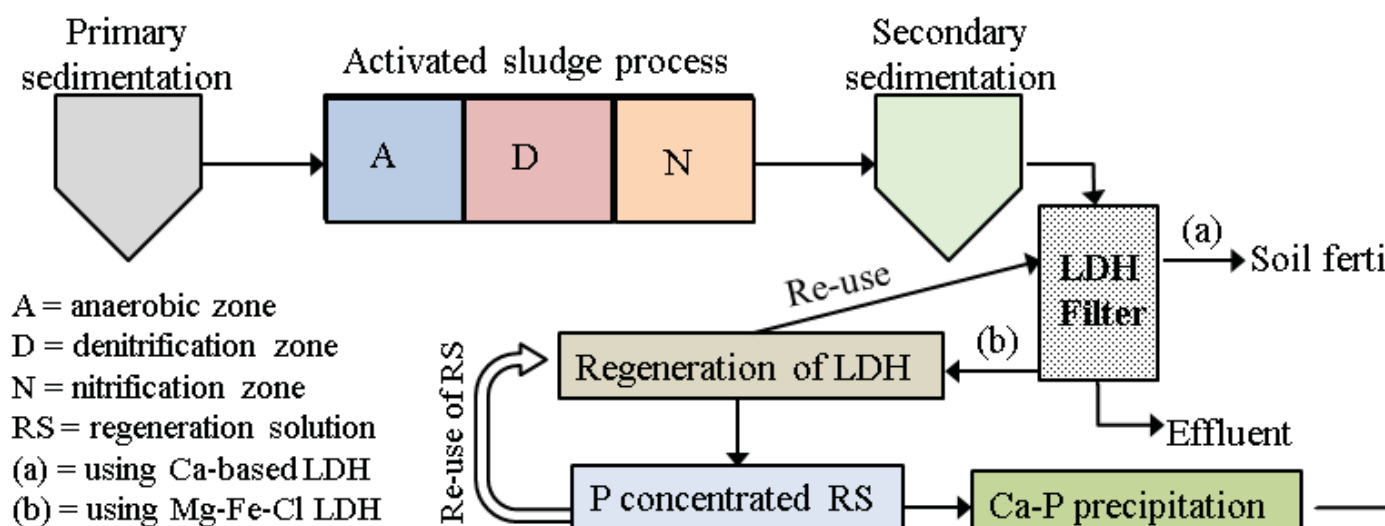 Primary
sedimentation
Activated sludge process
Secondary
sedimentation
A
D
N
(a)
Soil ferti
LDH
Filter
Re-use
(b)
Regeneration of LDH
Effluent
Re-use of RS
P concentrated RS
Ca-P precipitation
A = anaerobic zone
D = denitrification zone
N = nitrification zone
RS = regeneration solution
(a) = using Ca-based LDH
(b) = using Mg-Fe-Cl LDH